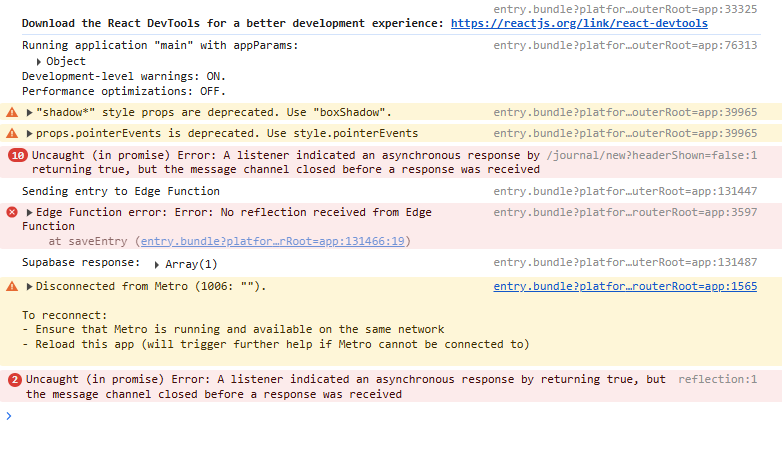 entry.bundle?platfor…outerRoot=app:33325
Download the React DevTools for a better development experience: https://reactjs.org/link/react-devtools
Running application "main" with appParams: entry.bundle?platfor…outerRoot=app:76313
Object
Development-level warnings: ON.
Performance optimizations: OFF.
"shadow*" style props are deprecated. Use "boxShadow". entry.bundle?platfor…outerRoot=app:39965
props.pointerEvents is deprecated. Use style.pointerEvents entry.bundle?platfor…outerRoot=app:39965
10 Uncaught (in promise) Error: A listener indicated an asynchronous response by /journal/new?headerShown=false:1
returning true, but the message channel closed before a response was received
Sending entry to Edge Function entry.bundle?platfor…uterRoot=app:131447
Edge Function error: Error: No reflection received from Edge entry.bundle?platfor…routerRoot=app:3597
Function
at saveEntry (entry.bundle?platfor…rRoot=app:131466:19)
Supabase response: Array(1) entry.bundle?platfor…uterRoot=app:131487
Disconnected from Metro (1006: ""). entry.bundle?platfor…routerRoot=app:1565
To reconnect:
- Ensure that Metro is running and available on the same network
- Reload this app (will trigger further help if Metro cannot be connected to)
2 Uncaught (in promise) Error: A listener indicated an asynchronous response by returning true, but reflection:1
the message channel closed before a response was received